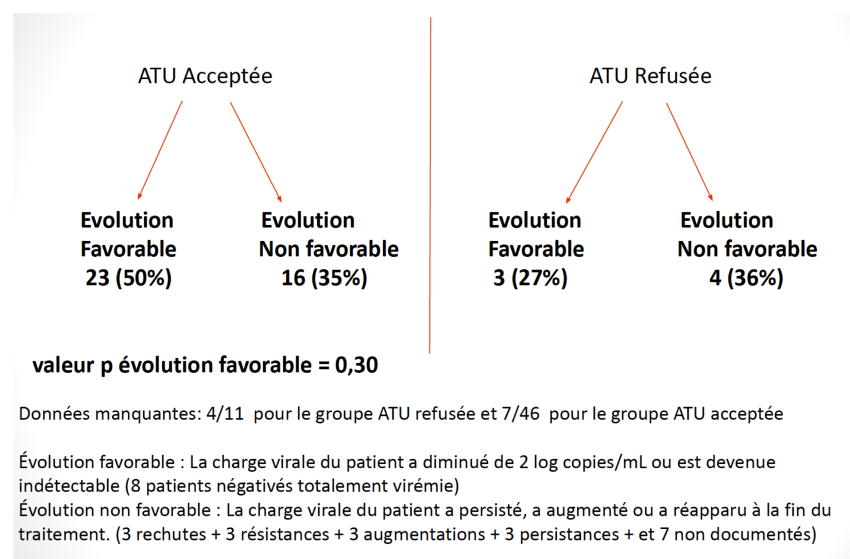 ATU Acceptée
ATU Refusée
Evolution
Favorable
23 (50%)
Evolution
Non favorable
16 (35%)
Evolution
Favorable
3 (27%)
Evolution
Non favorable
4 (36%)
valeur p évolution favorable = 0,30
Données manquantes: 4/11 pour le groupe ATU refusée et 7/46 pour le groupe ATU acceptée
Évolution favorable : La charge virale du patient a diminué de 2 log copies/mL ou est devenue
indétectable (8 patients négativés totalement virémie)
Évolution non favorable : La charge virale du patient a persisté, a augmenté ou a réapparu à la fin du
traitement. (3 rechutes + 3 résistances + 3 augmentations + 3 persistances + et 7 non documentés)